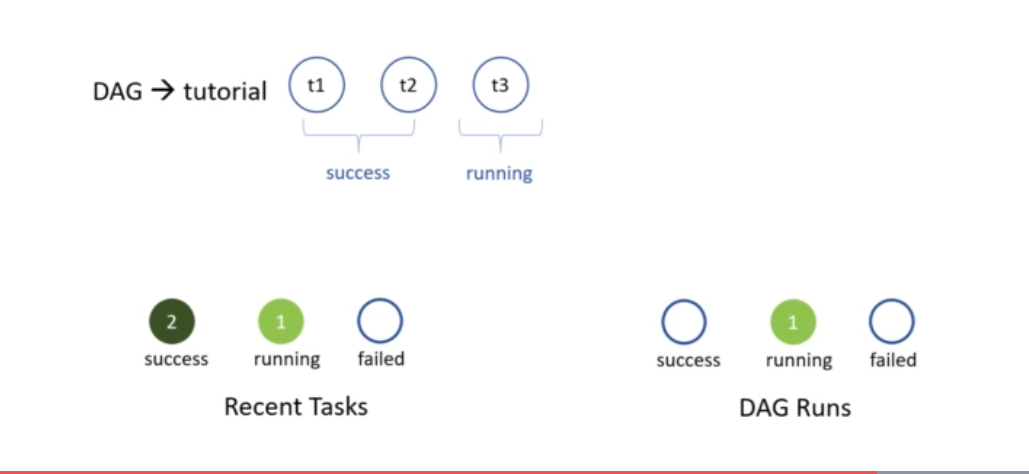 DAG → tutorial t1 t2 t3
success running
2 1
success running failed
Recent Tasks
1
success running failed
DAG Runs